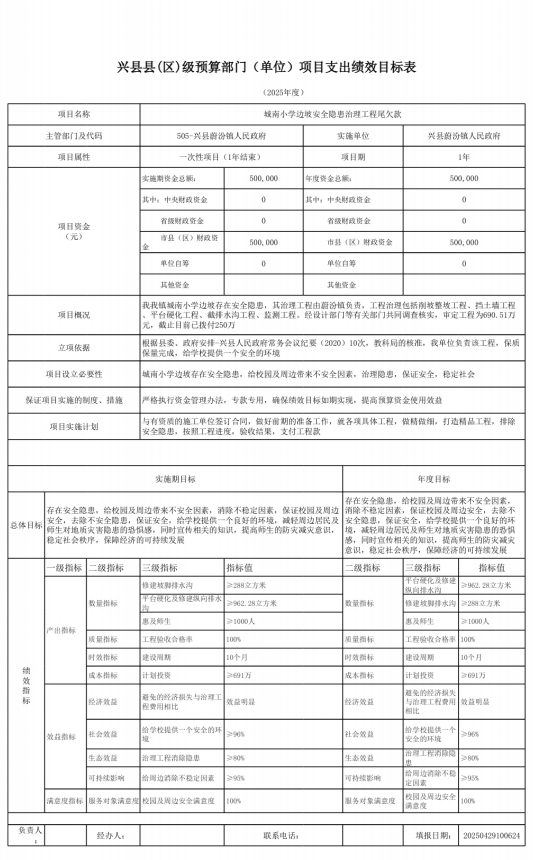 兴县县(区)级预算部门（单位）项目支出绩效目标表
（2025年度）
项目名称 城南小学边坡安全隐患治理工程尾欠款
主管部门及代码 505-兴县蔚汾镇人民政府 实施单位 兴县蔚汾镇人民政府
项目属性 一次性项目（1年结束） 项目期 1年
项目资金（元）
实施期资金总额： 500,000 年度资金总额： 500,000
其中：中央财政资金 0 其中：中央财政资金 0
省级财政资金 0 省级财政资金 0
市县（区）财政资金 500,000 市县（区）财政资金 500,000
单位自筹 0 单位自筹 0
其他资金 其他资金
项目概况
我我镇城南小学边坡存在安全隐患，其治理工程由蔚汾镇负责，工程治理包括削坡整坡工程、挡土墙工程
、平台硬化工程、截排水沟工程、监测工程。经设计部门等有关部门共同调查核实，审定工程为690.51万
元，截止目前已拨付250万
立项依据
根据县委、政府安排-兴县人民政府常务会议纪要（2020）10次，教科局的核准，我单位负责该工程，保质
保量完成，给学校提供一个安全的环境
项目设立必要性 城南小学边坡存在安全隐患，给校园及周边带来不安全因素，治理隐患，保证安全，稳定社会
保证项目实施的制度、措施 严格执行资金管理办法，专款专用，确保绩效目标如期实现，提高预算资金使用效益
项目实施计划
与有资质的施工单位签订合同，做好前期的准备工作，就各项具体工程，做精做细，打造精品工程，排除
安全隐患，按照工程进度，验收结果，支付工程款
实施期目标 年度目标
总体目标
存在安全隐患，给校园及周边带来不安全因素，消除不稳定因素，保证校园及周边
安全，去除不安全隐患，保证安全，给学校提供一个良好的环境，减轻周边居民及
师生对地质灾害隐患的恐惧感，同时宣传相关的知识，提高师生的防灾减灾意识，
稳定社会秩序，保障经济的可持续发展
存在安全隐患，给校园及周边带来不安全因素，
消除不稳定因素，保证校园及周边安全，去除不
安全隐患，保证安全，给学校提供一个良好的环
境，减轻周边居民及师生对地质灾害隐患的恐惧
感，同时宣传相关的知识，提高师生的防灾减灾
意识，稳定社会秩序，保障经济的可持续发展
绩效指标
一级指标 二级指标 三级指标 指标值 二级指标 三级指标 指标值
产出指标
数量指标 修建坡脚排水沟 ≥288立方米 数量指标 平台硬化及修建纵向排水沟 ≥962.28立方米
平台硬化及修建纵向排水沟 ≥962.28立方米 修建坡脚排水沟 ≥288立方米
惠及师生 ≥1000人 惠及师生 ≥1000人
质量指标 工程验收合格率 100% 质量指标 工程验收合格率 100%
时效指标 建设周期 10个月 时效指标 建设周期 10个月
成本指标 计划投资 ≥691万 成本指标 计划投资 ≥691万
效益指标
经济效益 避免的经济损失与治理工程费用相比 效益明显 经济效益 避免的经济损失与治理工程费用相比 效益明显
社会效益 给学校提供一个安全的环境 ≥96% 社会效益 给学校提供一个安全的环境 ≥96%
生态效益 治理工程消除隐患 ≥80% 生态效益 治理工程消除隐患 ≥80%
可持续影响 给周边消除不稳定因素 ≥95% 可持续影响 给周边消除不稳定因素 ≥95%
满意度指标 服务对象满意度 校园及周边安全满意度 100% 服务对象满意度 校园及周边安全满意度 100%
负责人： 经办人： 联系电话： 填报日期： 20250429100624